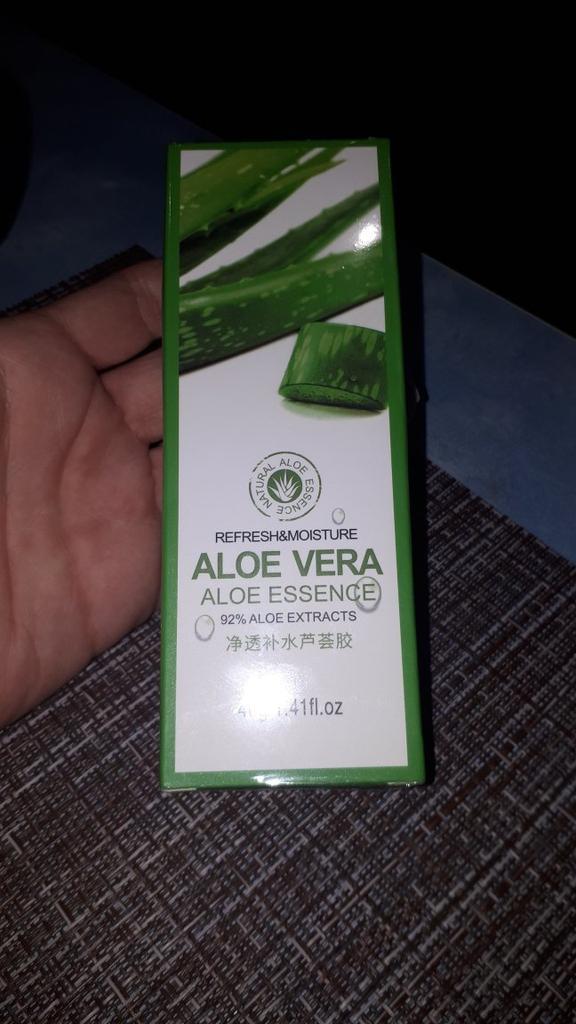 NATURAL ALOE ESSENCE
REFRESH&MOISTURE
ALOE VERA
ALOE ESSENCE
92% ALOE EXTRACTS
净透补水芦荟胶
1.41fl.oz